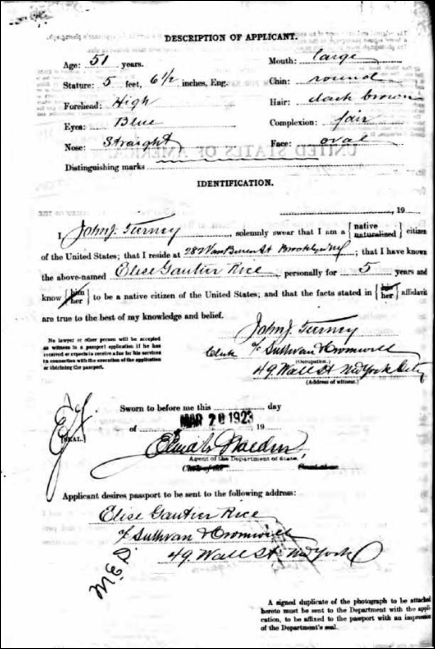 DESCRIPTION OF APPLICANT.
Age: 51 years.
Mouth: large
Stature: 5 feet, 6 1/2 inches, Eng.
Chin: round
Forehead: High
Hair: dark brown
Eyes: Blue
Complexion: fair
Nose: Straight
Face: oval
Distinguishing marks
IDENTIFICATION.
, 19
I, John J. Turney, solemnly swear that I am a {native naturalized} citizen
of the United States; that I reside at 287 Van Buren St Brooklyn NY; that I have known
the above-named Elise Gautier Rice personally for 5 years and
know {him her} to be a native citizen of the United States; and that the facts stated in {his her} affidavit
are true to the best of my knowledge and belief.
No lawyer or other person will be accepted
as witness to a passport application if he has
received or expects to receive a fee for his services
in connection with the execution of the application
or obtaining the passport.
John J. Turney
Clerk c/o Sullivan & Cromwell
(Occupation.)
49 Wall St New York City
(Address of witness.)
Sworn to before me this day
of MAR 20 1923, 19
[SEAL.]
Agent of the Department of State.
Applicant desires passport to be sent to the following address:
Elise Gautier Rice
c/o Sullivan & Cromwell
49 Wall St New York
A signed duplicate of the photograph to be attached
hereto must be sent to the Department with the appli-
cation, to be affixed to the passport with an impression
of the Department's seal.